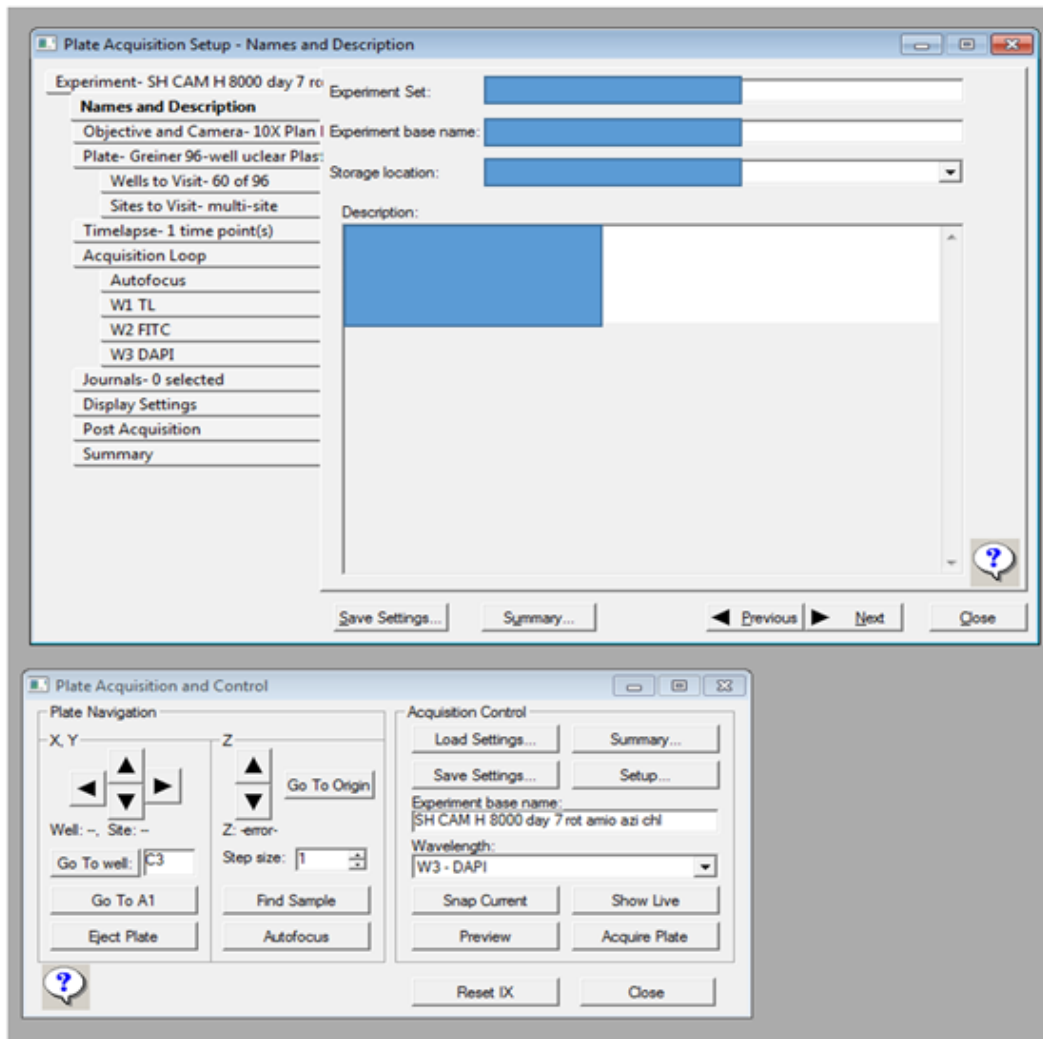 Plate Acquisition Setup - Names and Description
Experiment- SH CAM H 8000 day 7 ro
Names and Description
Objective and Camera- 10X Plan
Plate- Greiner 96-well uclear Plas
Wells to Visit- 60 of 96
Sites to Visit- multi-site
Timelapse- 1 time point(s)
Acquisition Loop
Autofocus
W1 TL
W2 FITC
W3 DAPI
Journals- 0 selected
Display Settings
Post Acquisition
Summary
Experiment Set:
Experiment base name:
Storage location:
Description:
?
Save Settings...
Summary...
Previous
Next
Close
Plate Acquisition and Control
Plate Navigation
X, Y
Z
Go To Origin
Well: --, Site: --
Z: -error-
Go To well: C3
Step size: 1
Go To A1
Find Sample
Eject Plate
Autofocus
?
Acquisition Control
Load Settings...
Summary...
Save Settings...
Setup...
Experiment base name:
SH CAM H 8000 day 7 rot amio azi chl
Wavelength:
W3 - DAPI
Snap Current
Show Live
Preview
Acquire Plate
Reset IX
Close